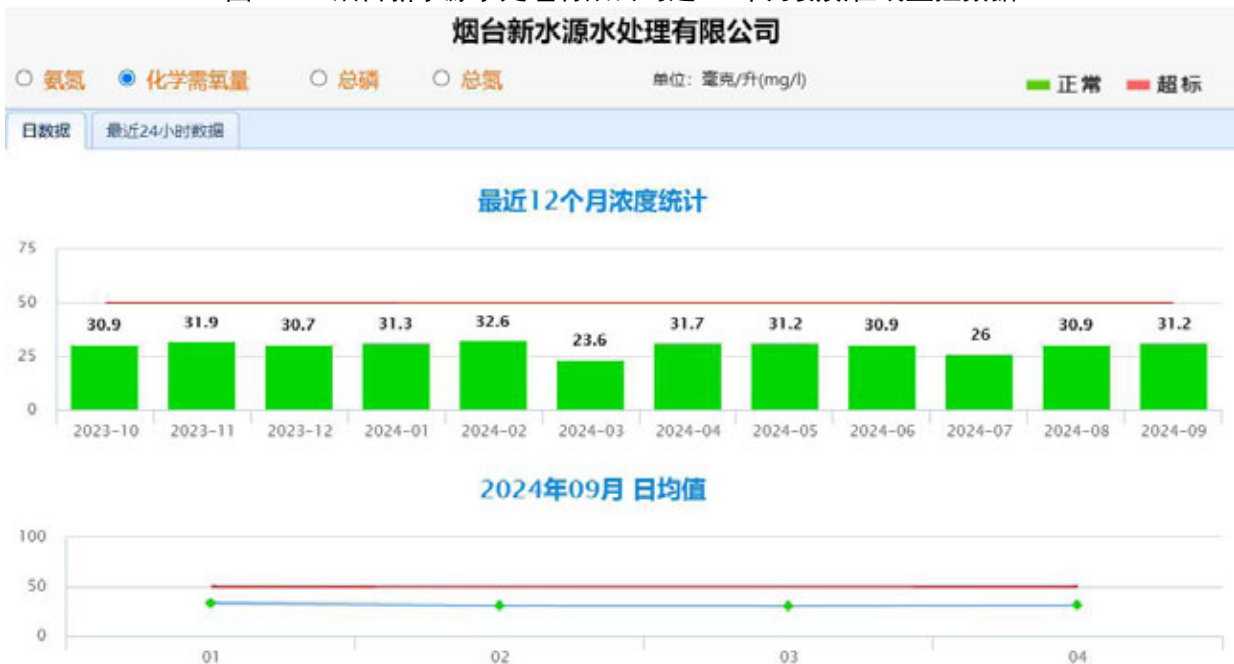 烟台新水源水处理有限公司
氨氮 化学需氧量 总磷 总氮 单位：毫克/升(mg/l) 正常 超标
日数据 最近24小时数据
最近12个月浓度统计
75
50
30.9 31.9 30.7 31.3 32.6 23.6 31.7 31.2 30.9 26 30.9 31.2
25
0
2023-10 2023-11 2023-12 2024-01 2024-02 2024-03 2024-04 2024-05 2024-06 2024-07 2024-08 2024-09
2024年09月 日均值
100
50
0
01 02 03 04